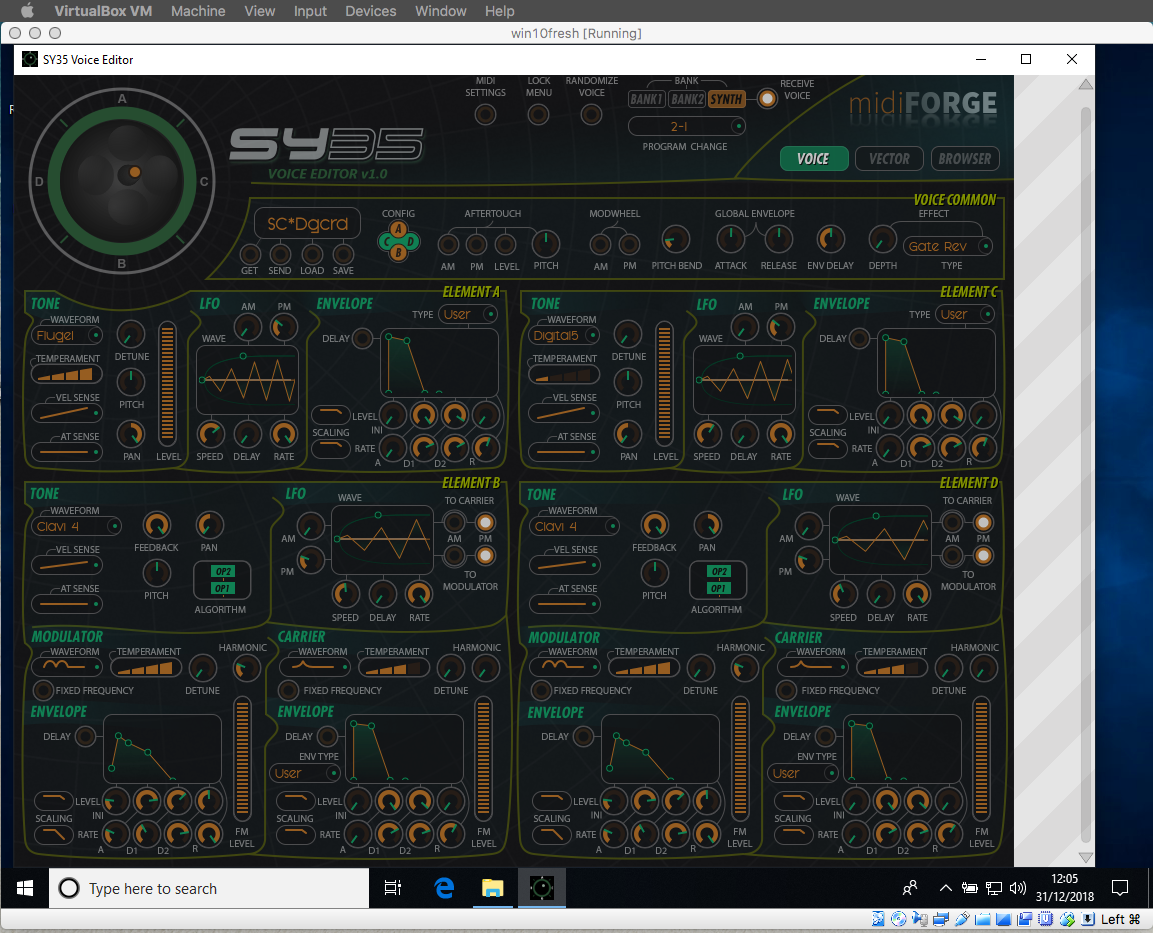 VirtualBox VM Machine View Input Devices Window Help
win10fresh [Running]
SY35 Voice Editor
MIDI SETTINGS
LOCK MENU
RANDOMIZE VOICE
BANK
BANK1 BANK2 SYNTH
RECEIVE VOICE
2-1
PROGRAM CHANGE
midiFORGE
VOICE VECTOR BROWSER
A
D C
B
SY35
VOICE EDITOR v1.0
VOICE COMMON
SC*Dgcrd
GET SEND LOAD SAVE
CONFIG
A
C D
B
AFTERTOUCH
AM PM LEVEL PITCH
MODWHEEL
AM PM
PITCH BEND
GLOBAL ENVELOPE
ATTACK RELEASE
ENV DELAY
EFFECT
DEPTH
Gate Rev
TYPE
ELEMENT A
TONE
WAVEFORM
Flugel
TEMPERAMENT
VEL SENSE
AT SENSE
DETUNE
PITCH
PAN LEVEL
LFO
AM PM
WAVE
SPEED DELAY RATE
ENVELOPE
TYPE User
DELAY
LEVEL
SCALING INI
RATE
A D1 D2 R
ELEMENT C
TONE
WAVEFORM
Digital5
TEMPERAMENT
VEL SENSE
AT SENSE
DETUNE
PITCH
PAN LEVEL
LFO
AM PM
WAVE
SPEED DELAY RATE
ENVELOPE
TYPE User
DELAY
LEVEL
SCALING INI
RATE
A D1 D2 R
ELEMENT B
TONE
WAVEFORM
Clavi 4
VEL SENSE
AT SENSE
FEEDBACK PAN
PITCH
OP2
OP1
ALGORITHM
LFO
WAVE
AM
PM
SPEED DELAY RATE
TO CARRIER
AM PM
TO MODULATOR
MODULATOR
WAVEFORM TEMPERAMENT HARMONIC
FIXED FREQUENCY DETUNE
ENVELOPE
DELAY
LEVEL
SCALING INI
RATE
A D1 D2 R
FM LEVEL
CARRIER
WAVEFORM TEMPERAMENT HARMONIC
FIXED FREQUENCY DETUNE
ENVELOPE
DELAY
ENV TYPE
User
LEVEL
SCALING INI
RATE
A D1 D2 R
FM LEVEL
ELEMENT D
TONE
WAVEFORM
Clavi 4
VEL SENSE
AT SENSE
FEEDBACK PAN
PITCH
OP2
OP1
ALGORITHM
LFO
WAVE
AM
PM
SPEED DELAY RATE
TO CARRIER
AM PM
TO MODULATOR
MODULATOR
WAVEFORM TEMPERAMENT HARMONIC
FIXED FREQUENCY DETUNE
ENVELOPE
DELAY
LEVEL
SCALING INI
RATE
A D1 D2 R
FM LEVEL
CARRIER
WAVEFORM TEMPERAMENT HARMONIC
FIXED FREQUENCY DETUNE
ENVELOPE
DELAY
ENV TYPE
User
LEVEL
SCALING INI
RATE
A D1 D2 R
FM LEVEL
Type here to search
12:05
31/12/2018
Left ⌘